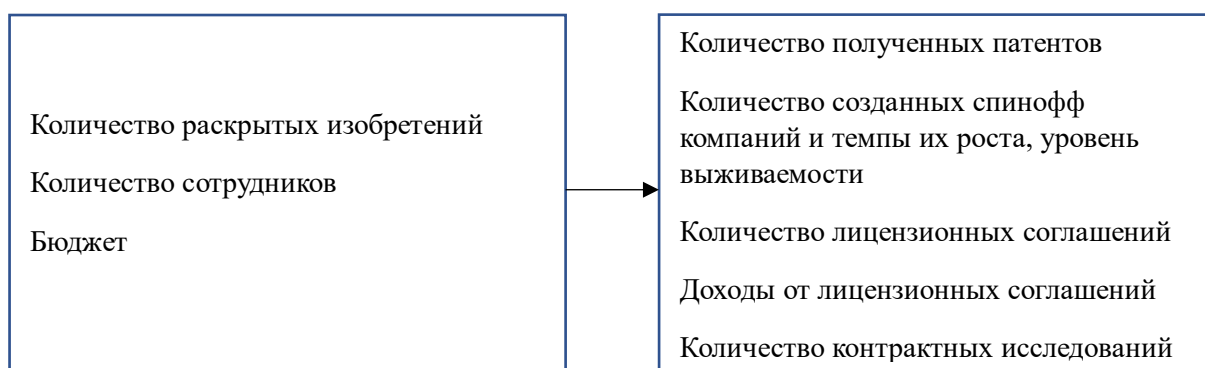 Количество раскрытых изобретений
Количество сотрудников
Бюджет
Количество полученных патентов
Количество созданных спинофф
компаний и темпы их роста, уровень
выживаемости
Количество лицензионных соглашений
Доходы от лицензионных соглашений
Количество контрактных исследований